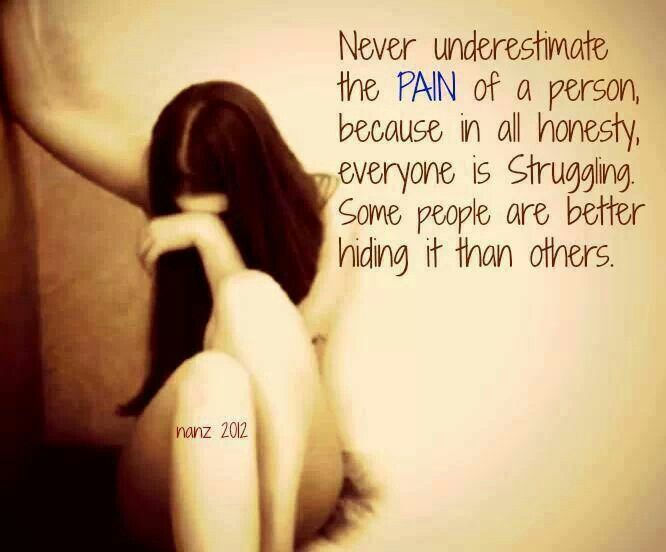 Never underestimate
the PAIN of a person,
because in all honesty,
everyone is Struggling.
Some people are better
hiding it than others.
nanz 2012